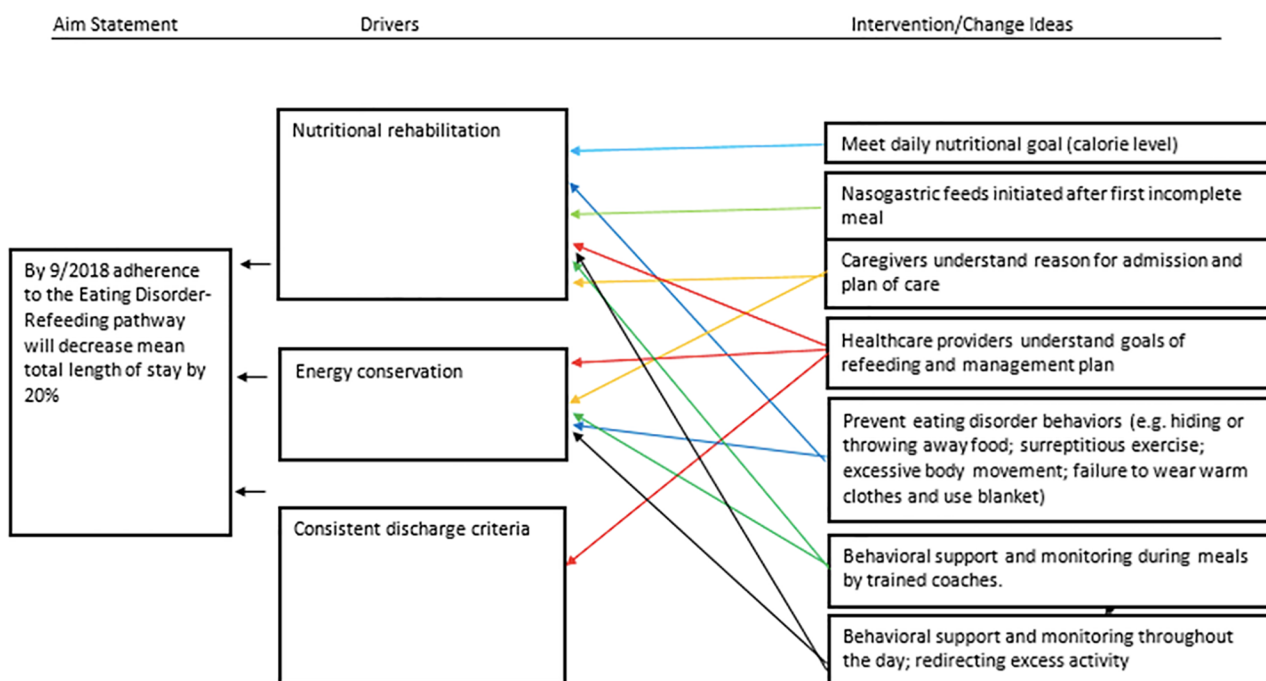 Aim Statement
Drivers
Intervention/Change Ideas
By 9/2018 adherence
to the Eating Disorder-
Refeeding pathway
will decrease mean
total length of stay by
20%
Nutritional rehabilitation
Energy conservation
Consistent discharge criteria
Meet daily nutritional goal (calorie level)
Nasogastric feeds initiated after first incomplete
meal
Caregivers understand reason for admission and
plan of care
Healthcare providers understand goals of
refeeding and management plan
Prevent eating disorder behaviors (e.g. hiding or
throwing away food; surreptitious exercise;
excessive body movement; failure to wear warm
clothes and use blanket)
Behavioral support and monitoring during meals
by trained coaches.
Behavioral support and monitoring throughout
the day; redirecting excess activity